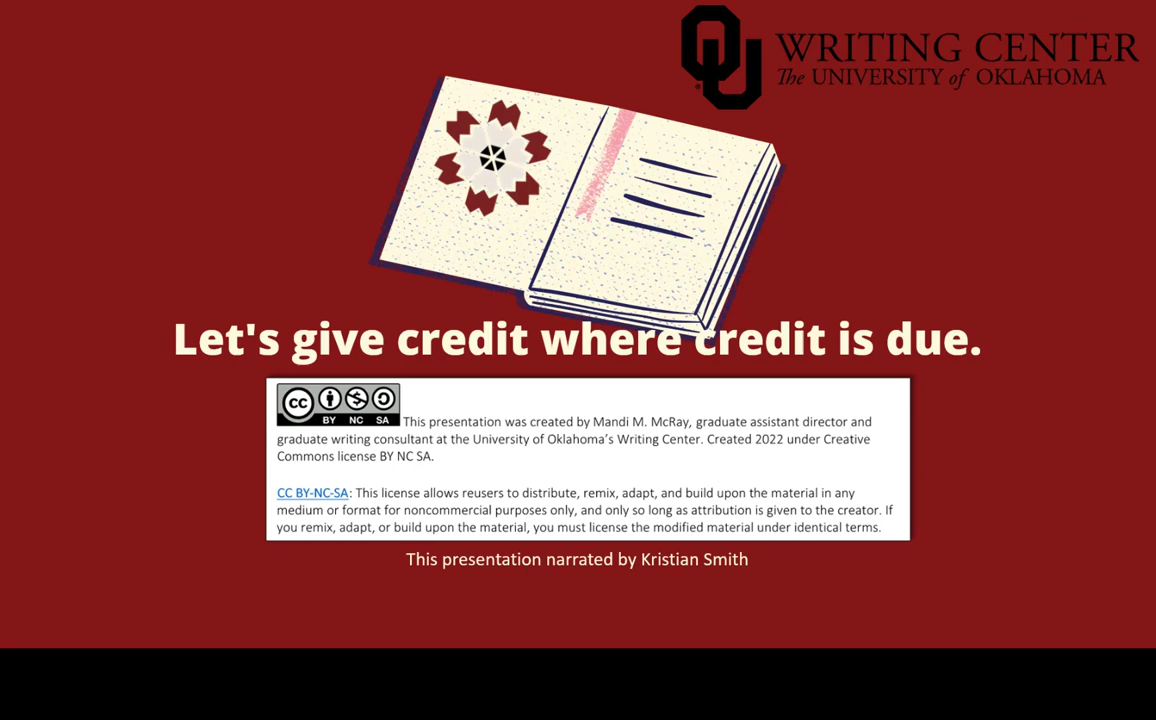 OU WRITING CENTER
The UNIVERSITY of OKLAHOMA
Let's give credit where credit is due.
CC BY NC SA This presentation was created by Mandi M. McRay, graduate assistant director and
graduate writing consultant at the University of Oklahoma's Writing Center. Created 2022 under Creative
Commons license BY NC SA.
CC BY-NC-SA: This license allows reusers to distribute, remix, adapt, and build upon the material in any
medium or format for noncommercial purposes only, and only so long as attribution is given to the creator. If
you remix, adapt, or build upon the material, you must license the modified material under identical terms.
This presentation narrated by Kristian Smith